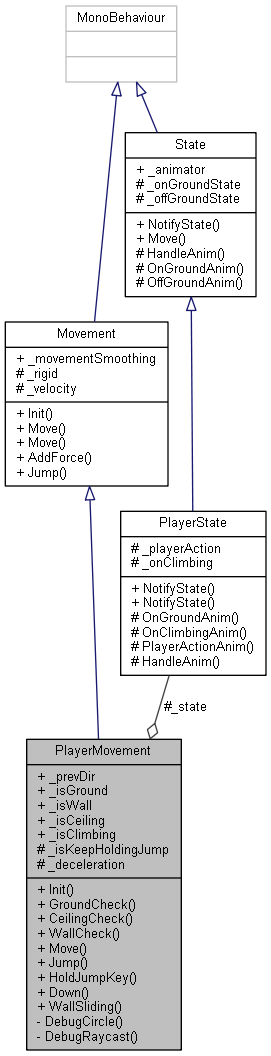 MonoBehaviour
State
+ _animator
# _onGroundState
# _offGroundState
+ NotifyState()
+ Move()
# HandleAnim()
# OnGroundAnim()
# OffGroundAnim()
Movement
+ _movementSmoothing
# _rigid
# _velocity
+ Init()
+ Move()
+ Move()
+ AddForce()
+ Jump()
PlayerState
# _playerAction
# _onClimbing
+ NotifyState()
+ NotifyState()
# OnGroundAnim()
# OnClimbingAnim()
# PlayerActionAnim()
# HandleAnim()
#_state
PlayerMovement
+ _prevDir
+ _isGround
+ _isWall
+ _isCeiling
+ _isClimbing
# _isKeepHoldingJump
# _deceleration
+ Init()
+ GroundCheck()
+ CeilingCheck()
+ WallCheck()
+ Move()
+ Jump()
+ HoldJumpKey()
+ Down()
+ WallSliding()
- DebugCircle()
- DebugRaycast()